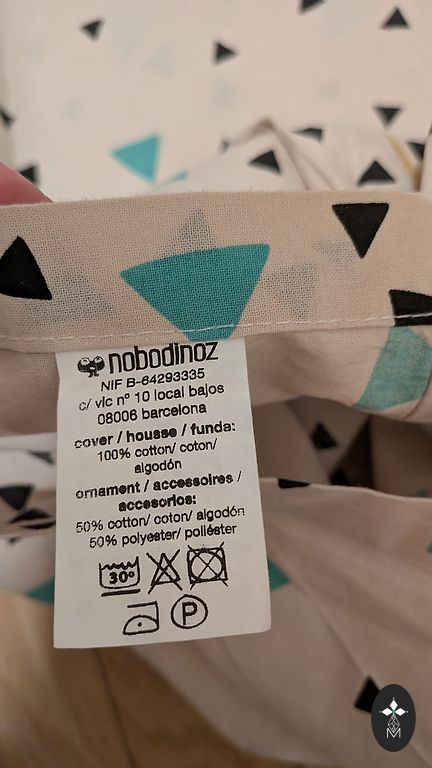 nobodinoz
NIF B-64293335
c/ vic nº 10 local bajos
08006 barcelona
cover / housse / funda:
100% cotton/ coton/
algodón
ornament / accessoires /
accesorios:
50% cotton/ coton/ algodón
50% polyester/ poliéster
30°
P
M